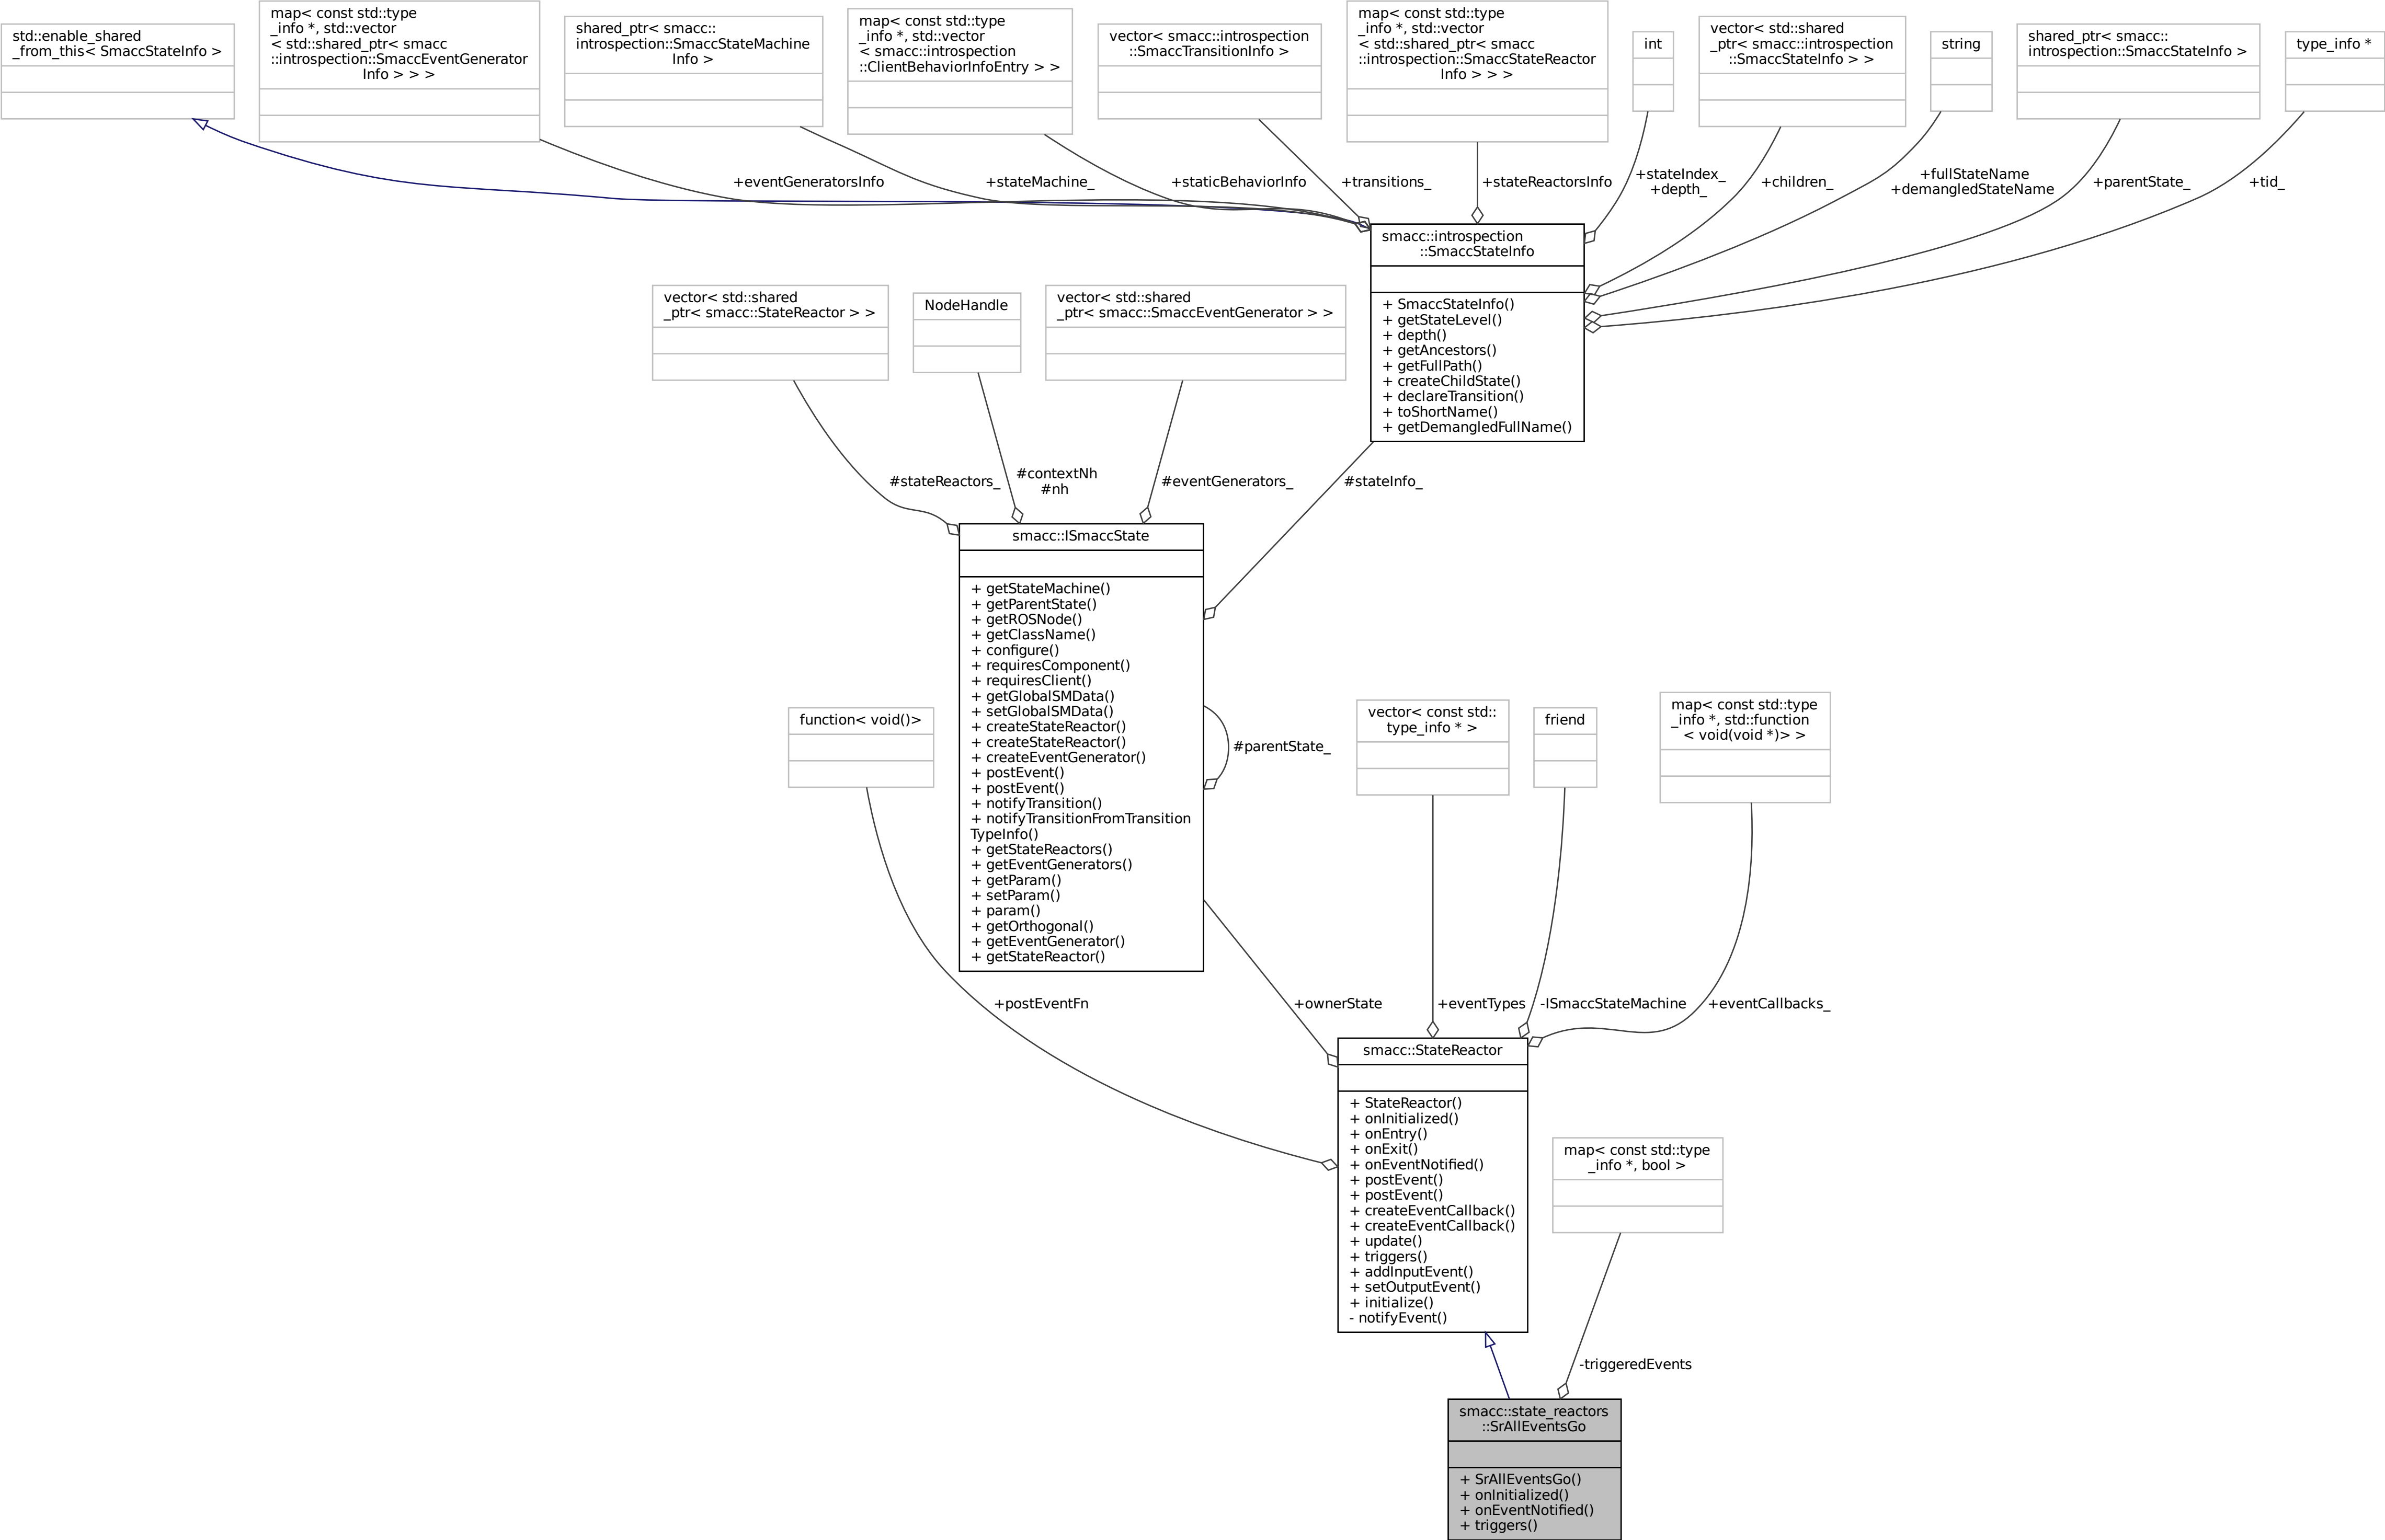 std::enable_shared
_from_this< SmaccStateInfo >
map< const std::type
_info *, std::vector
< std::shared_ptr< smacc
::introspection::SmaccEventGenerator
Info > > >
shared_ptr< smacc::
introspection::SmaccStateMachine
Info >
map< const std::type
_info *, std::vector
< smacc::introspection
::ClientBehaviorInfoEntry > >
vector< smacc::introspection
::SmaccTransitionInfo >
map< const std::type
_info *, std::vector
< std::shared_ptr< smacc
::introspection::SmaccStateReactor
Info > > >
int
vector< std::shared
_ptr< smacc::introspection
::SmaccStateInfo > >
string
shared_ptr< smacc::
introspection::SmaccStateInfo >
type_info *
+eventGeneratorsInfo
+stateMachine_
+staticBehaviorInfo
+transitions_
+stateReactorsInfo
+stateIndex_
+depth_
+children_
+fullStateName
+demangledStateName
+parentState_
+tid_
smacc::introspection
::SmaccStateInfo
+ SmaccStateInfo()
+ getStateLevel()
+ depth()
+ getAncestors()
+ getFullPath()
+ createChildState()
+ declareTransition()
+ toShortName()
+ getDemangledFullName()
vector< std::shared
_ptr< smacc::StateReactor > >
NodeHandle
vector< std::shared
_ptr< smacc::SmaccEventGenerator > >
#stateReactors_
#contextNh
#nh
#eventGenerators_
#stateInfo_
smacc::ISmaccState
+ getStateMachine()
+ getParentState()
+ getROSNode()
+ getClassName()
+ configure()
+ requiresComponent()
+ requiresClient()
+ getGlobalSMData()
+ setGlobalSMData()
+ createStateReactor()
+ createStateReactor()
+ createEventGenerator()
+ postEvent()
+ postEvent()
+ notifyTransition()
+ notifyTransitionFromTransition
TypeInfo()
+ getStateReactors()
+ getEventGenerators()
+ getParam()
+ setParam()
+ param()
+ getOrthogonal()
+ getEventGenerator()
+ getStateReactor()
#parentState_
function< void()>
vector< const std::
type_info * >
friend
map< const std::type
_info *, std::function
< void(void *)> >
+postEventFn
+ownerState
+eventTypes
-ISmaccStateMachine
+eventCallbacks_
smacc::StateReactor
+ StateReactor()
+ onInitialized()
+ onEntry()
+ onExit()
+ onEventNotified()
+ postEvent()
+ postEvent()
+ createEventCallback()
+ createEventCallback()
+ update()
+ triggers()
+ addInputEvent()
+ setOutputEvent()
+ initialize()
- notifyEvent()
map< const std::type
_info *, bool >
-triggeredEvents
smacc::state_reactors
::SrAllEventsGo
+ SrAllEventsGo()
+ onInitialized()
+ onEventNotified()
+ triggers()